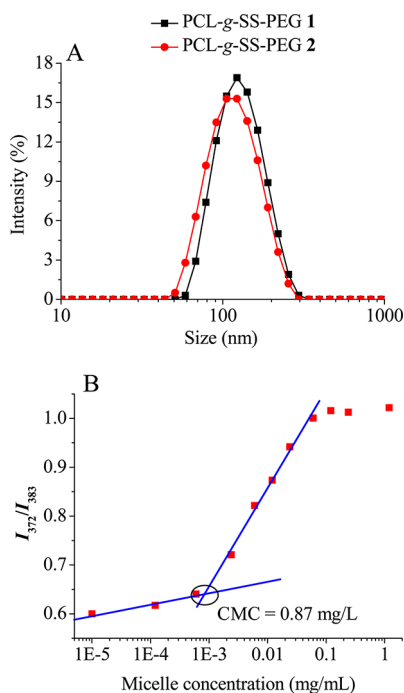 PCL-g-SS-PEG 1
PCL-g-SS-PEG 2
A
18
15
12
9
6
3
0
Intensity (%)
10 100 1000
Size (nm)
B
1.0
0.9
0.8
0.7
0.6
I372/I383
CMC = 0.87 mg/L
1E-5 1E-4 1E-3 0.01 0.1 1
Micelle concentration (mg/mL)